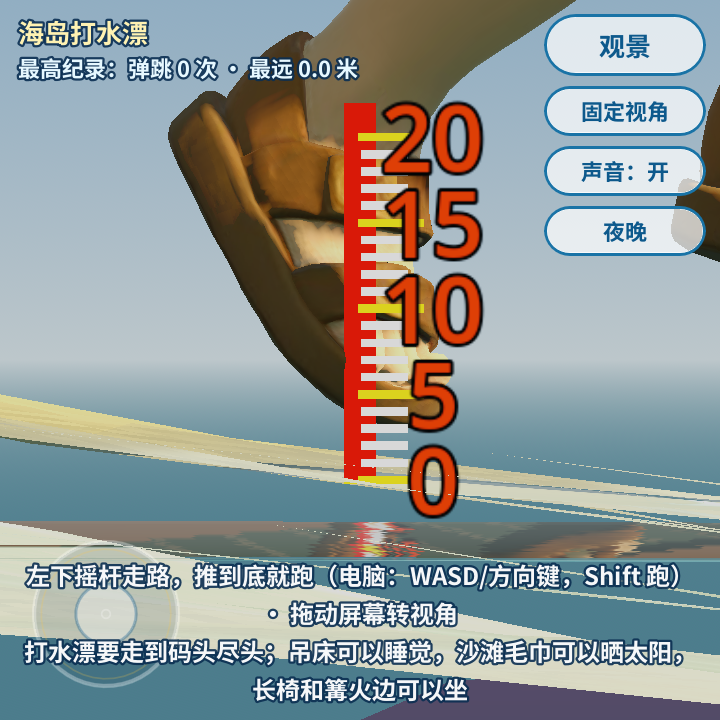 海岛打水漂
最高纪录：弹跳 0 次 · 最远 0.0 米
观景
固定视角
声音：开
夜晚
20
15
10
5
0
左下摇杆走路，推到底就跑（电脑：WASD/方向键，Shift 跑）
· 拖动屏幕转视角
打水漂要走到码头尽头；吊床可以睡觉，沙滩毛巾可以晒太阳，
长椅和篝火边可以坐